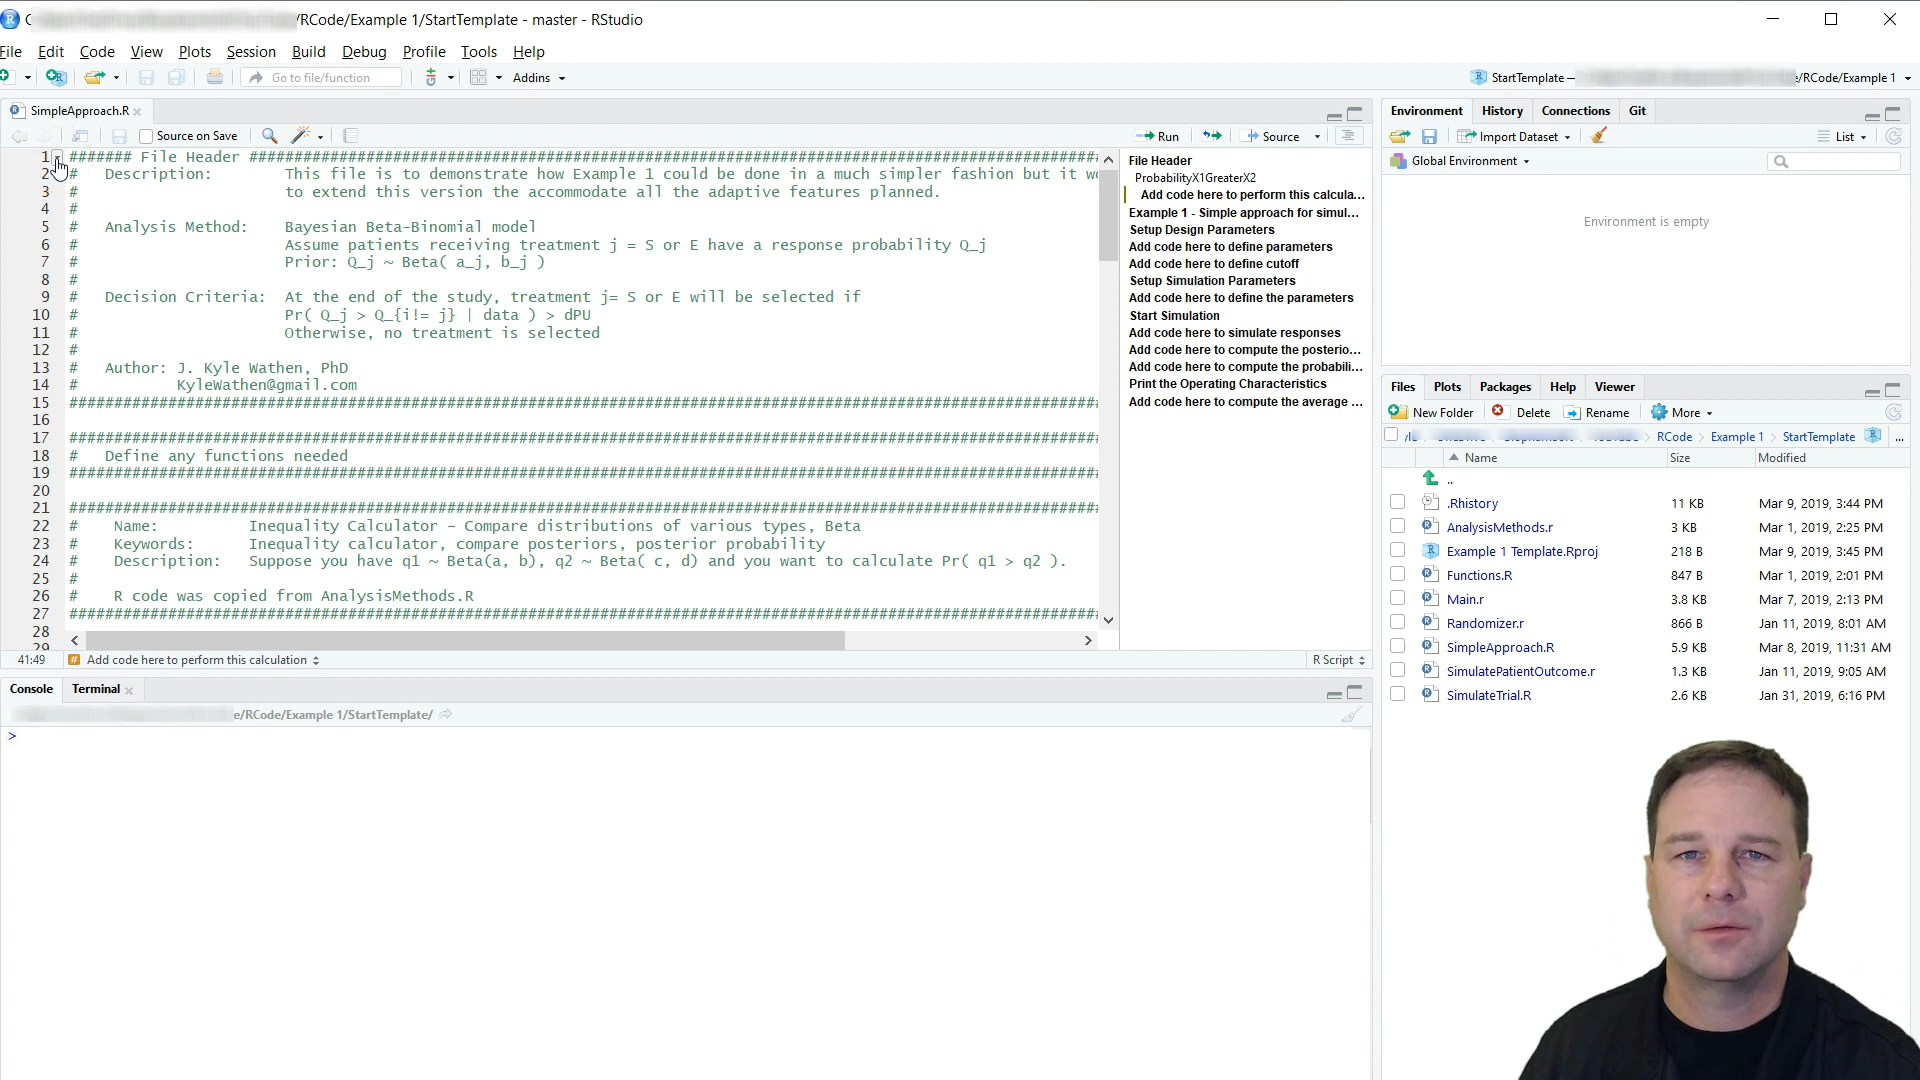 /RCode/Example 1/StartTemplate - master - RStudio
File Edit Code View Plots Session Build Debug Profile Tools Help
Go to file/function Addins StartTemplate — e/RCode/Example 1
SimpleApproach.R
Source on Save Run Source
1 ####### File Header
2 # Description: This file is to demonstrate how Example 1 could be done in a much simpler fashion but it
3 # to extend this version the accommodate all the adaptive features planned.
4 #
5 # Analysis Method: Bayesian Beta-Binomial model
6 # Assume patients receiving treatment j = S or E have a response probability Q_j
7 # Prior: Q_j ~ Beta( a_j, b_j )
8 #
9 # Decision Criteria: At the end of the study, treatment j= S or E will be selected if
10 # Pr( Q_j > Q_{i!= j} | data ) > dPU
11 # Otherwise, no treatment is selected
12 #
13 # Author: J. Kyle Wathen, PhD
14 # KyleWathen@gmail.com
15
16
17
18 # Define any functions needed
19
20
21
22 # Name: Inequality Calculator - Compare distributions of various types, Beta
23 # Keywords: Inequality calculator, compare posteriors, posterior probability
24 # Description: Suppose you have q1 ~ Beta(a, b), q2 ~ Beta( c, d) and you want to calculate Pr( q1 > q2 ).
25 #
26 # R code was copied from AnalysisMethods.R
27
28
29
File Header
ProbabilityX1GreaterX2
Add code here to perform this calcula...
Example 1 - Simple approach for simul...
Setup Design Parameters
Add code here to define parameters
Add code here to define cutoff
Setup Simulation Parameters
Add code here to define the parameters
Start Simulation
Add code here to simulate responses
Add code here to compute the posterio...
Add code here to compute the probabili...
Print the Operating Characteristics
Add code here to compute the average ...
41:49 # Add code here to perform this calculation R Script
Console Terminal
e/RCode/Example 1/StartTemplate/
>
Environment History Connections Git
Import Dataset List
Global Environment
Environment is empty
Files Plots Packages Help Viewer
New Folder Delete Rename More
RCode Example 1 StartTemplate ...
Name Size Modified
..
.Rhistory 11 KB Mar 9, 2019, 3:44 PM
AnalysisMethods.r 3 KB Mar 1, 2019, 2:25 PM
Example 1 Template.Rproj 218 B Mar 9, 2019, 3:45 PM
Functions.R 847 B Mar 1, 2019, 2:01 PM
Main.r 3.8 KB Mar 7, 2019, 2:13 PM
Randomizer.r 866 B Jan 11, 2019, 8:01 AM
SimpleApproach.R 5.9 KB Mar 8, 2019, 11:31 AM
SimulatePatientOutcome.r 1.3 KB Jan 11, 2019, 9:05 AM
SimulateTrial.R 2.6 KB Jan 31, 2019, 6:16 PM